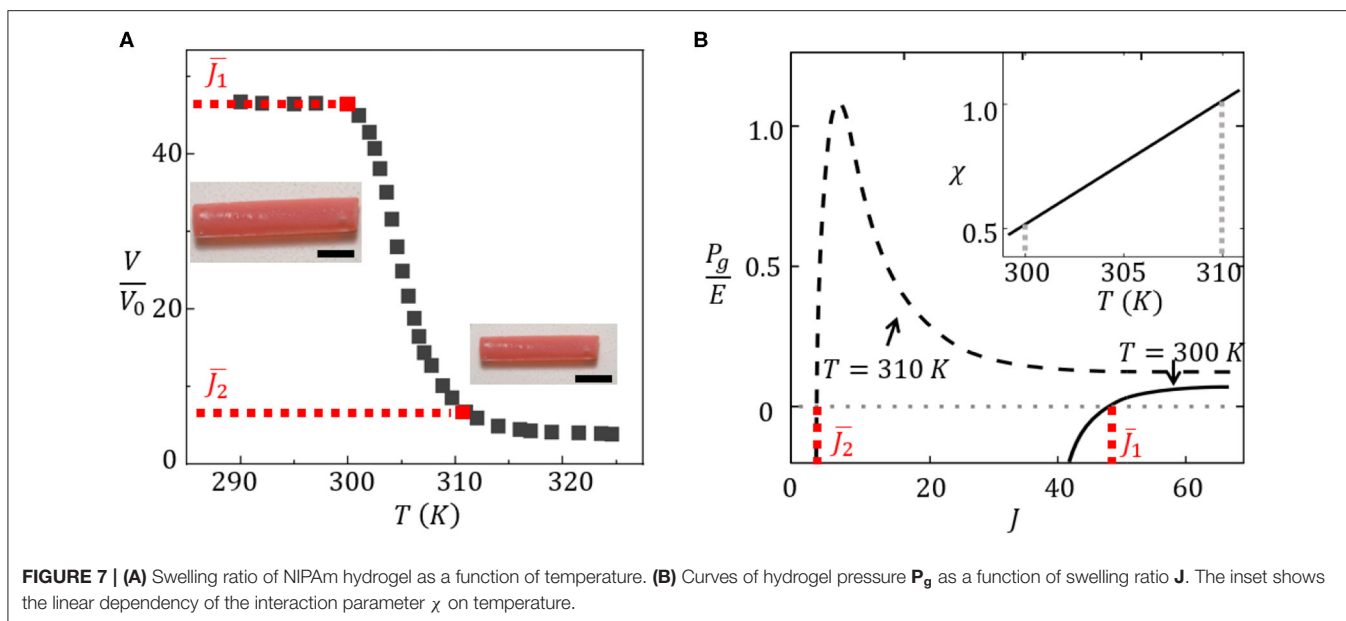 A
B
J̅₁
40
V/V₀
20
J̅₂
0
290 300 310 320
T (K)
1.0
P_g/E
0.5
0
T = 310 K
T = 300 K
J̅₂
J̅₁
0 20 40 60
J
1.0
χ
0.5
300 305 310
T (K)
FIGURE 7 | (A) Swelling ratio of NIPAm hydrogel as a function of temperature. (B) Curves of hydrogel pressure P_g as a function of swelling ratio J. The inset shows
the linear dependency of the interaction parameter χ on temperature.